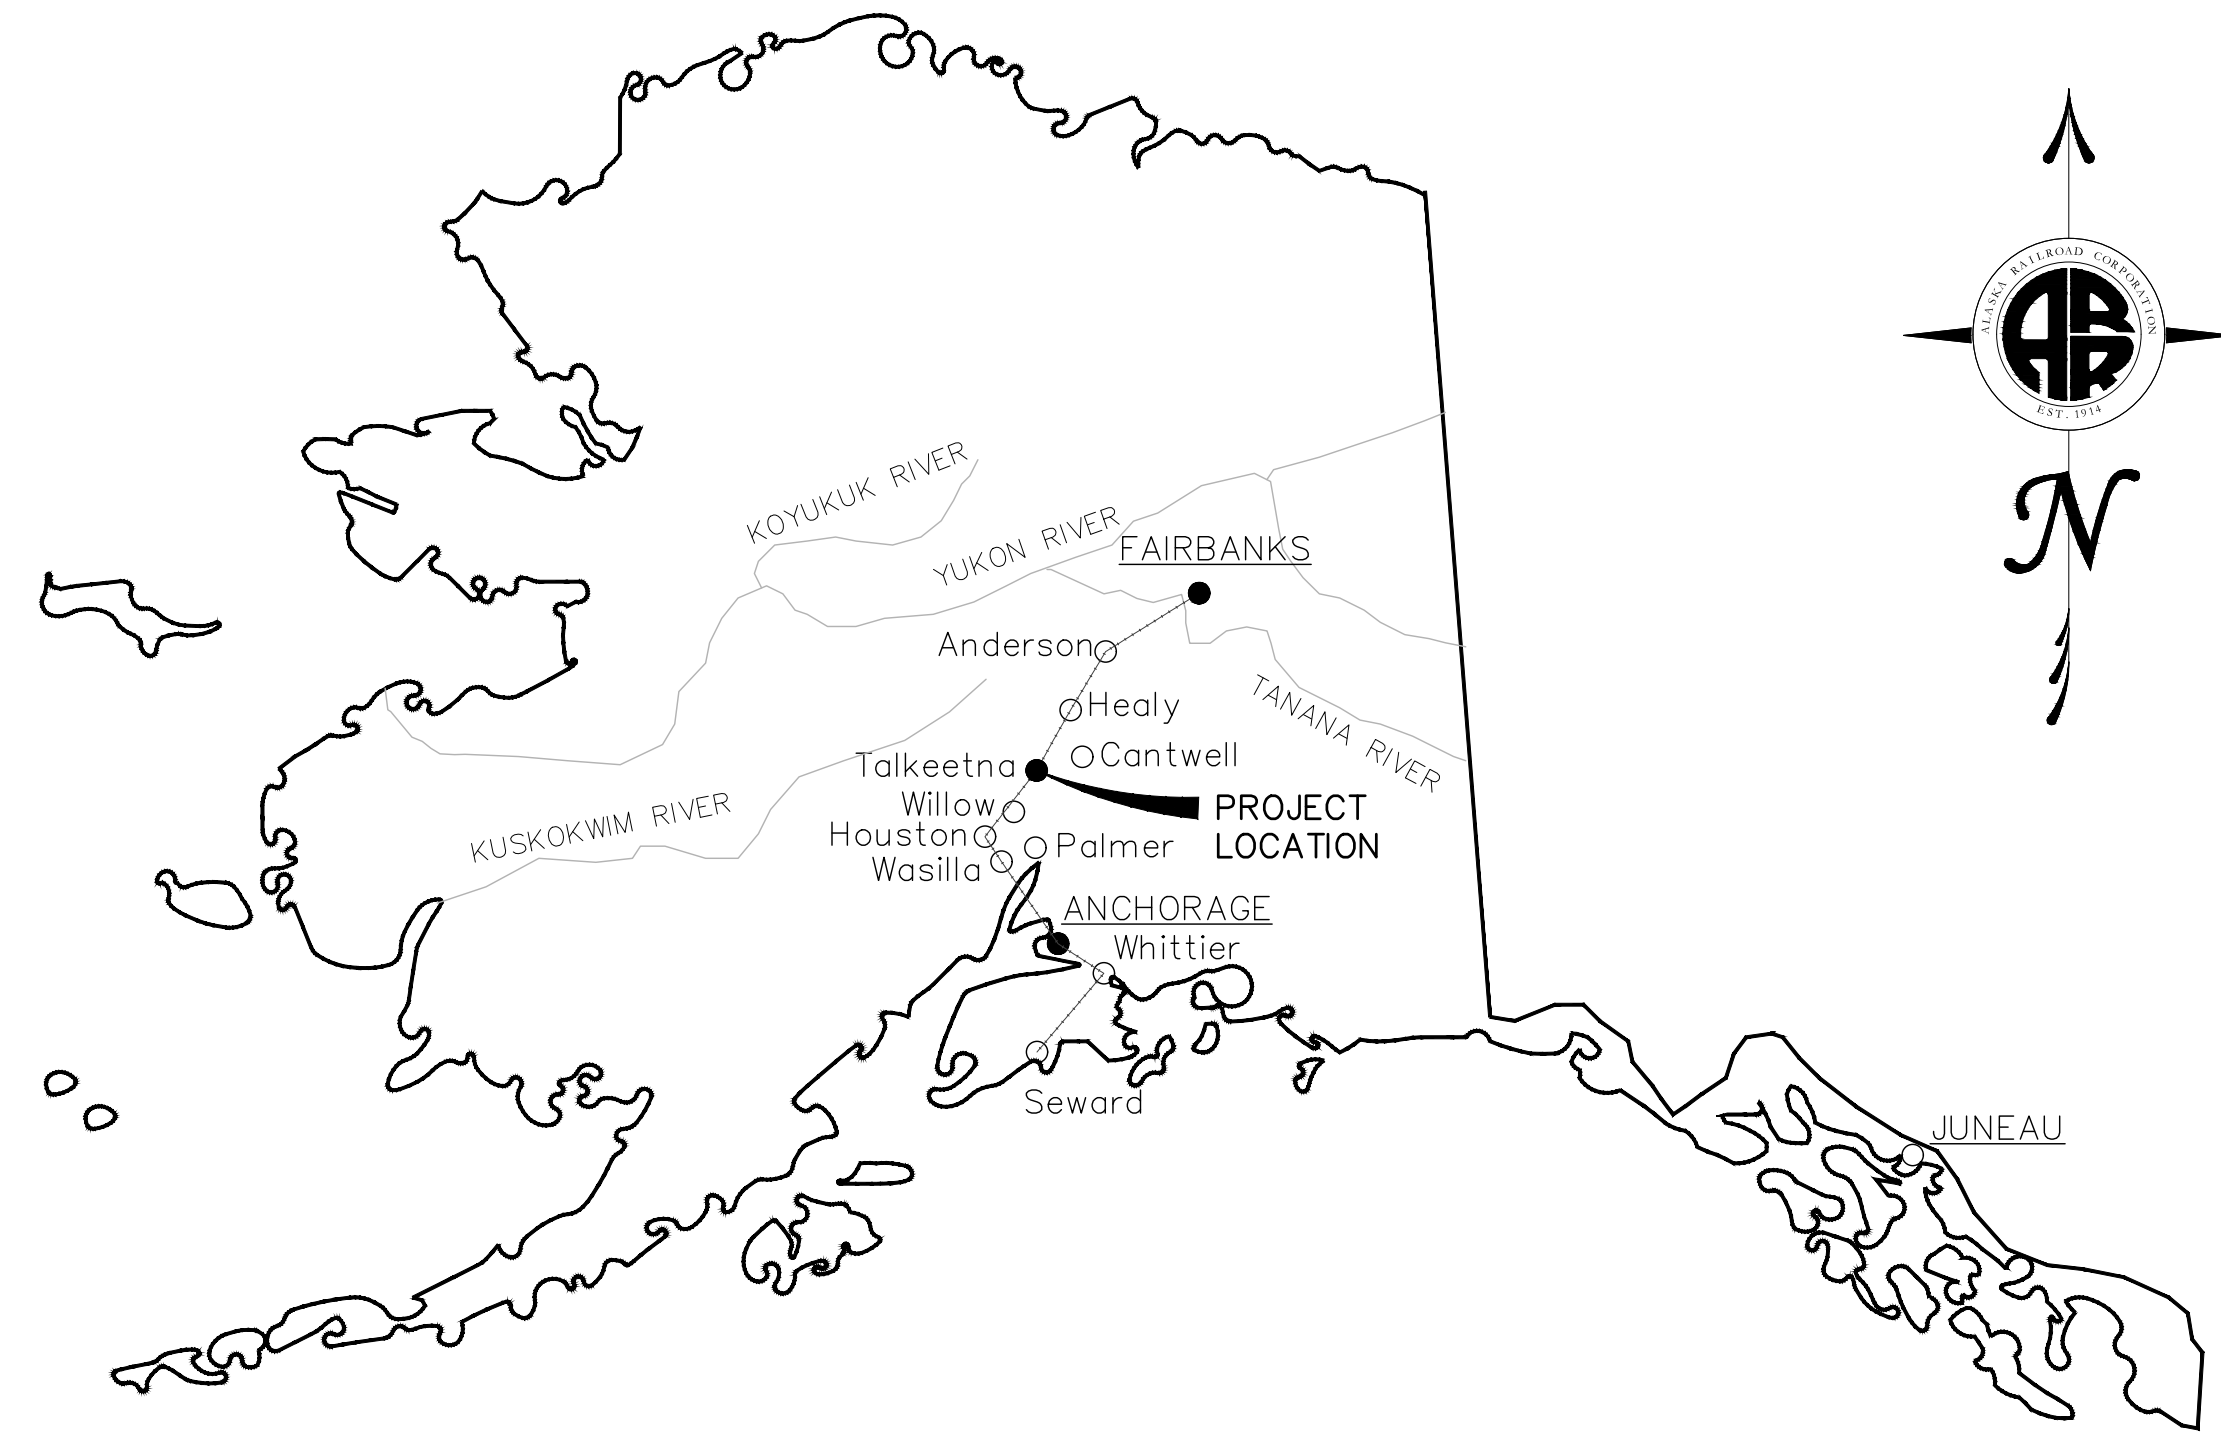 ALASKA RAILROAD CORPORATION
ARR
EST. 1914
N
KOYUKUK RIVER
YUKON RIVER
FAIRBANKS
Anderson
TANANA RIVER
Healy
Cantwell
Talkeetna
Willow
PROJECT
LOCATION
KUSKOKWIM RIVER
Houston
Palmer
Wasilla
ANCHORAGE
Whittier
Seward
JUNEAU